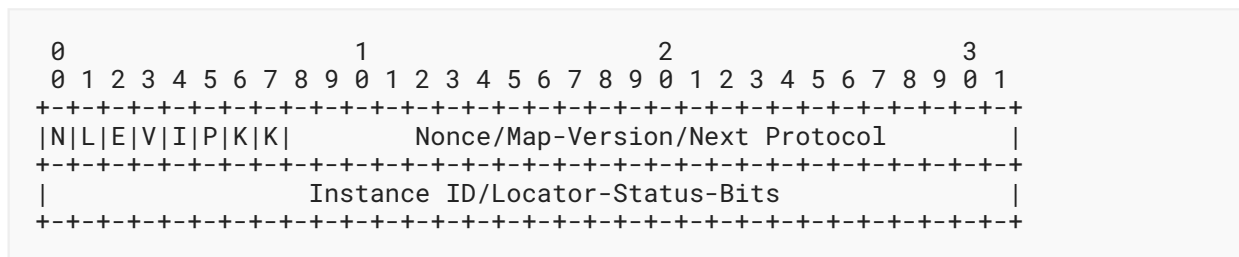 0                   1                   2                   3
 0 1 2 3 4 5 6 7 8 9 0 1 2 3 4 5 6 7 8 9 0 1 2 3 4 5 6 7 8 9 0 1
+-+-+-+-+-+-+-+-+-+-+-+-+-+-+-+-+-+-+-+-+-+-+-+-+-+-+-+-+-+-+-+-+
|N|L|E|V|I|P|K|K|        Nonce/Map-Version/Next Protocol        |
+-+-+-+-+-+-+-+-+-+-+-+-+-+-+-+-+-+-+-+-+-+-+-+-+-+-+-+-+-+-+-+-+
|                 Instance ID/Locator-Status-Bits               |
+-+-+-+-+-+-+-+-+-+-+-+-+-+-+-+-+-+-+-+-+-+-+-+-+-+-+-+-+-+-+-+-+